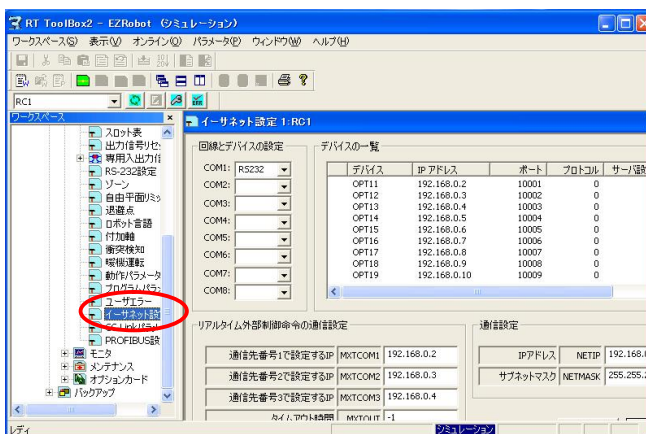 RT ToolBox2 - EZRobot (シミュレーション)
ワークスペース(S) 表示(V) オンライン(O) パラメータ(P) ウィンドウ(W) ヘルプ(H)
RC1
ワークスペース
スロット表
出力信号リセ
専用入出力信
RS-232設定
ゾーン
自由平面リミッ
退避点
ロボット言語
付加軸
衝突検知
暖機運転
動作パラメータ
プログラムパラ
ユーザエラー
イーサネット設
CC-Linkパラメ
PROFIBUS設
モニタ
メンテナンス
オプションカード
バックアップ
イーサネット設定 1:RC1
回線とデバイスの設定
COM1: RS232
COM2:
COM3:
COM4:
COM5:
COM6:
COM7:
COM8:
デバイスの一覧
デバイス IP アドレス ポート プロトコル サーバ設
OPT11 192.168.0.2 10001 0
OPT12 192.168.0.3 10002 0
OPT13 192.168.0.4 10003 0
OPT14 192.168.0.5 10004 0
OPT15 192.168.0.6 10005 0
OPT16 192.168.0.7 10006 0
OPT17 192.168.0.8 10007 0
OPT18 192.168.0.9 10008 0
OPT19 192.168.0.10 10009 0
リアルタイム外部制御命令の通信設定
通信先番号1で設定するIP MXTCOM1 192.168.0.2
通信先番号2で設定するIP MXTCOM2 192.168.0.3
通信先番号3で設定するIP MXTCOM3 192.168.0.4
タイムアウト時間 MXTOUT -1
通信設定
IPアドレス NETIP 192.168.
サブネットマスク NETMSK 255.255.
レディ
シミュレーション